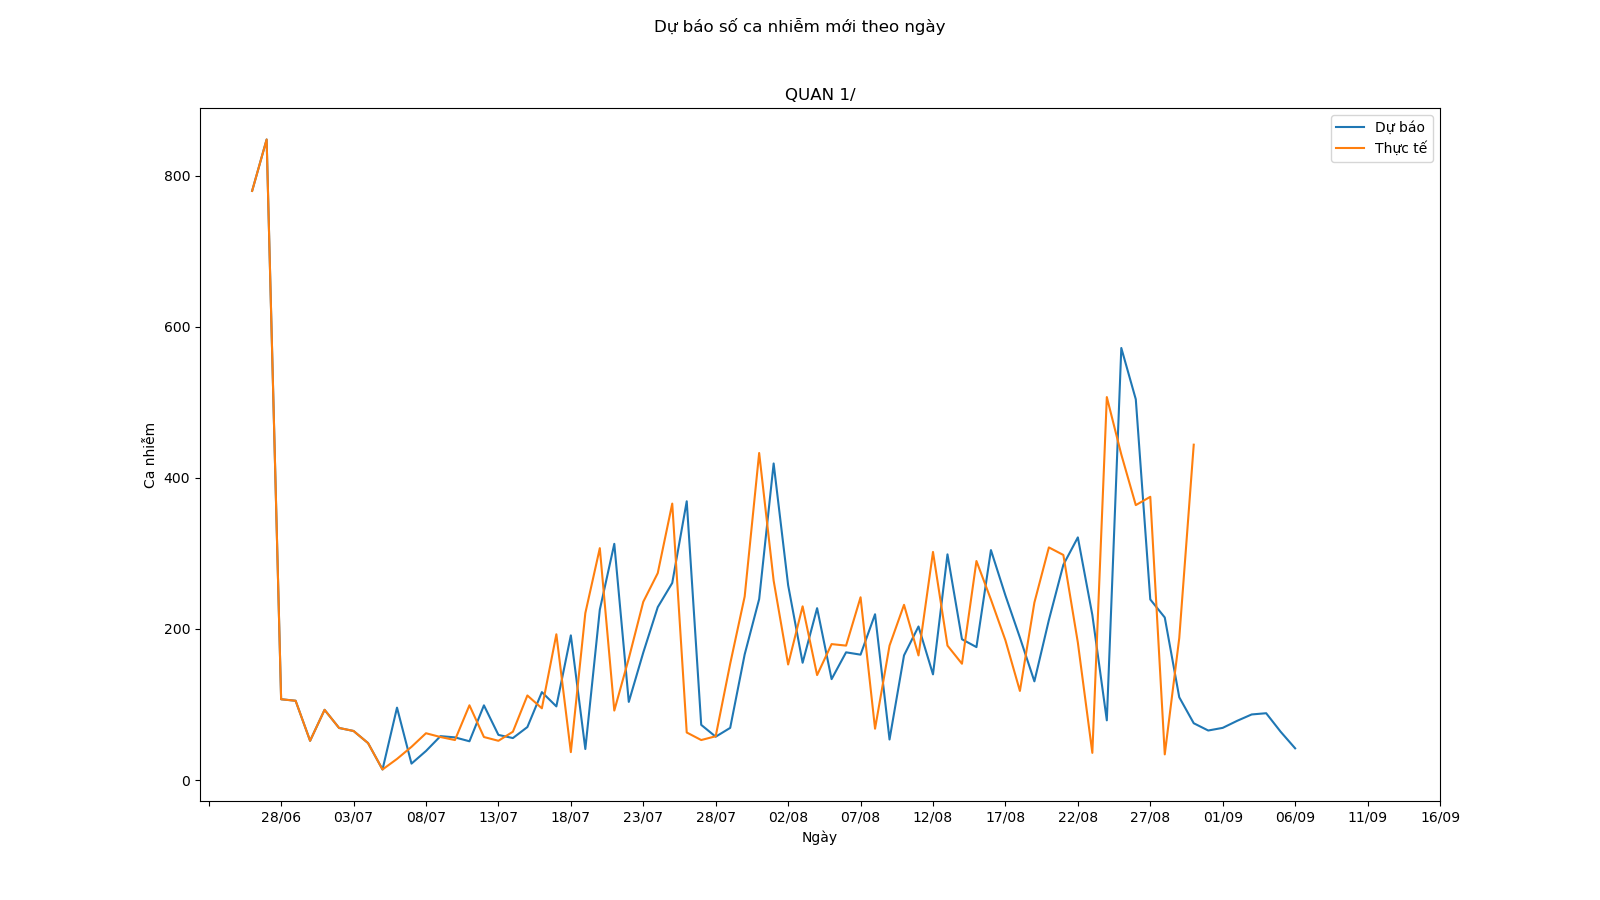 Dự báo số ca nhiễm mới theo ngày
QUAN 1/
Dự báo
Thực tế
800
600
400
200
0
Ca nhiễm
28/06 03/07 08/07 13/07 18/07 23/07 28/07 02/08 07/08 12/08 17/08 22/08 27/08 01/09 06/09 11/09 16/09
Ngày